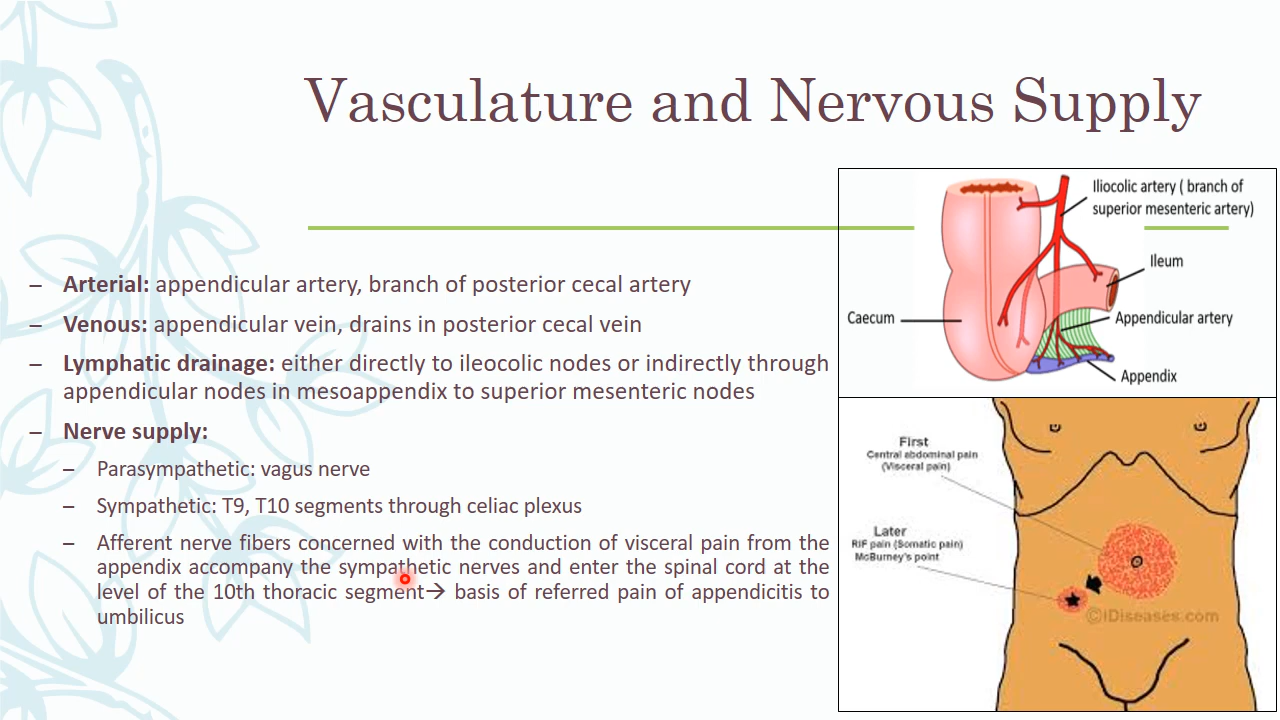 Vasculature and Nervous Supply
– Arterial: appendicular artery, branch of posterior cecal artery
– Venous: appendicular vein, drains in posterior cecal vein
– Lymphatic drainage: either directly to ileocolic nodes or indirectly through
appendicular nodes in mesoappendix to superior mesenteric nodes
– Nerve supply:
– Parasympathetic: vagus nerve
– Sympathetic: T9, T10 segments through celiac plexus
– Afferent nerve fibers concerned with the conduction of visceral pain from the
appendix accompany the sympathetic nerves and enter the spinal cord at the
level of the 10th thoracic segment→ basis of referred pain of appendicitis to
umbilicus
Iliocolic artery ( branch of
superior mesenteric artery)
Ileum
Caecum
Appendicular artery
Appendix
First
Central abdominal pain
(Visceral pain)
Later
RIF pain (Somatic pain)
McBurney's point
©iDiseases.com